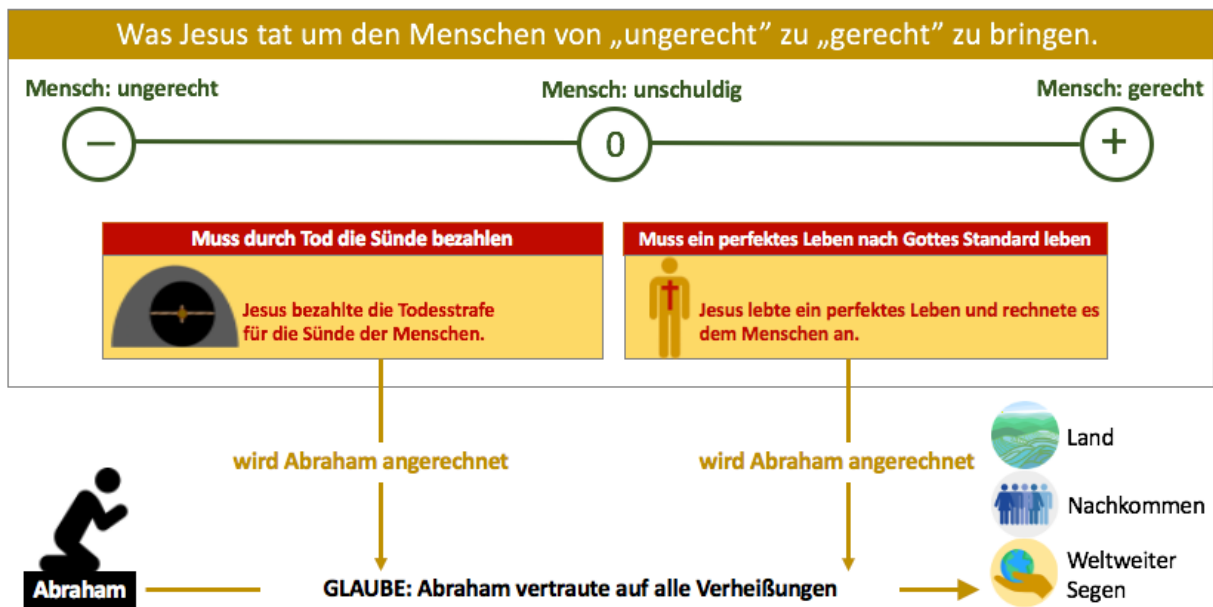 Was Jesus tat um den Menschen von „ungerecht” zu „gerecht” zu bringen.
Mensch: ungerecht
Mensch: unschuldig
Mensch: gerecht
–
0
+
Muss durch Tod die Sünde bezahlen
Jesus bezahlte die Todesstrafe
für die Sünde der Menschen.
Muss ein perfektes Leben nach Gottes Standard leben
Jesus lebte ein perfektes Leben und rechnete es
dem Menschen an.
wird Abraham angerechnet
wird Abraham angerechnet
Land
Nachkommen
Weltweiter
Segen
Abraham
GLAUBE: Abraham vertraute auf alle Verheißungen